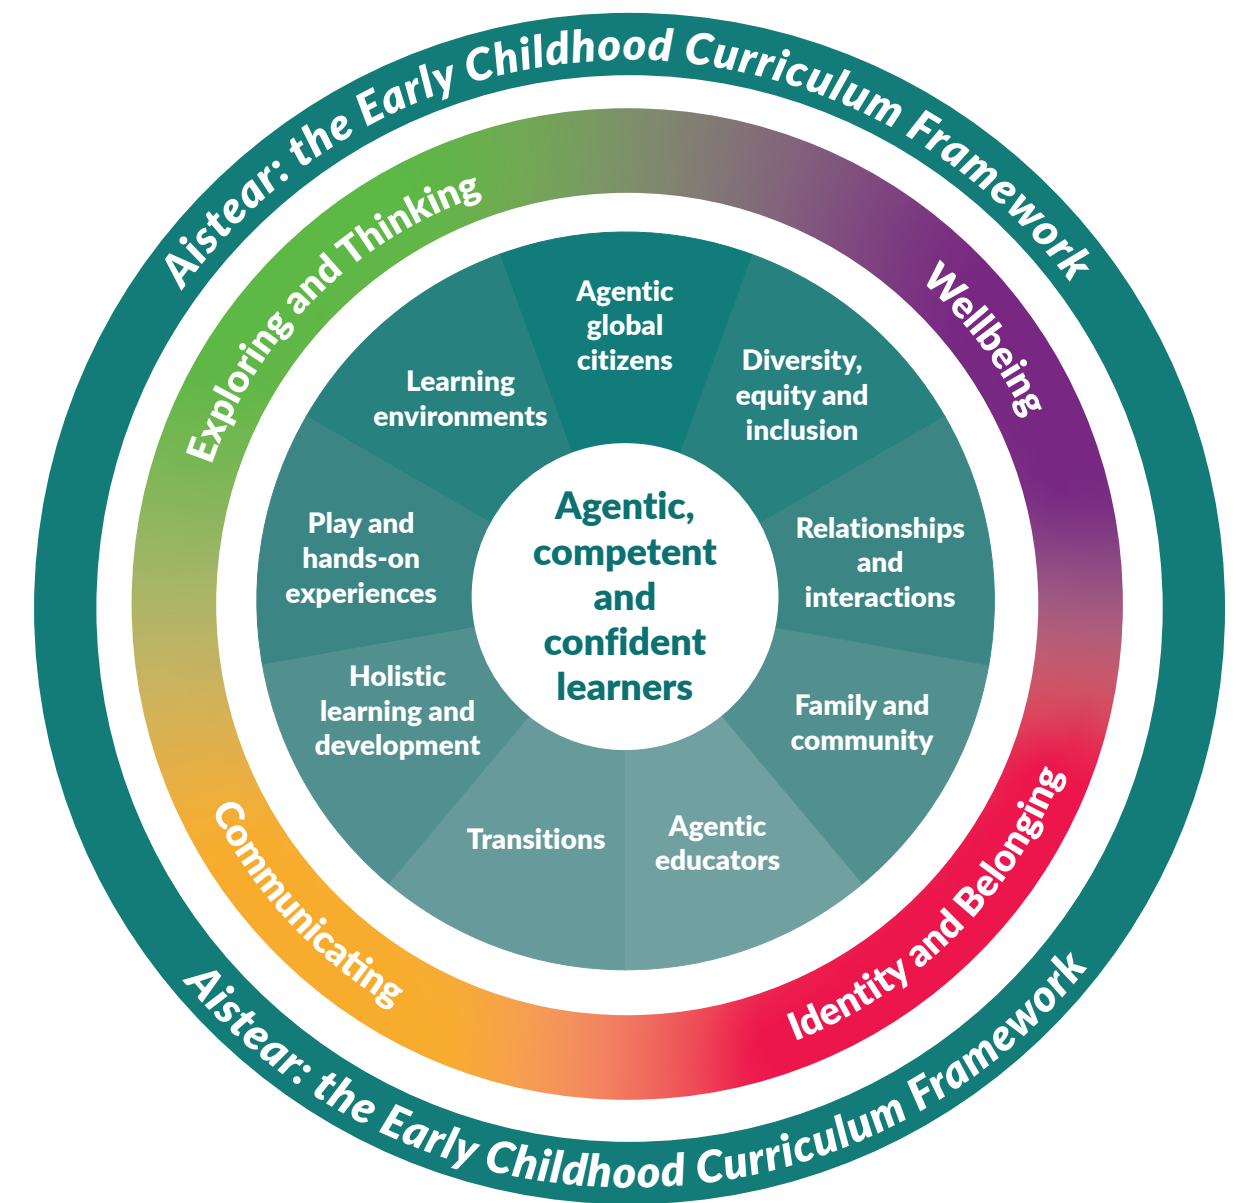 Aistear: the Early Childhood Curriculum Framework
Exploring and Thinking
Wellbeing
Agentic
global
citizens
Diversity,
equity and
inclusion
Relationships
and
interactions
Family and
community
Agentic
educators
Transitions
Holistic
learning and
development
Play and
hands-on
experiences
Learning
environments
Agentic,
competent
and
confident
learners
Communicating
Identity and Belonging
Aistear: the Early Childhood Curriculum Framework